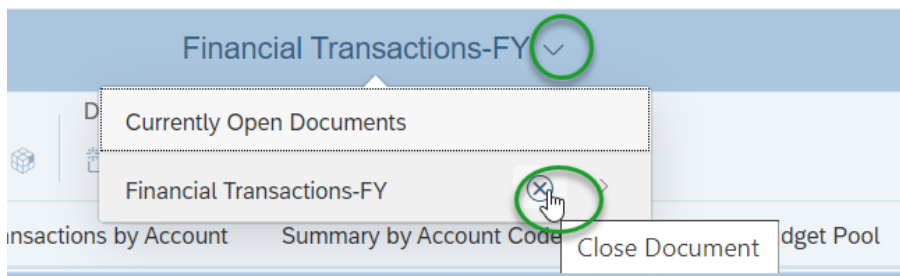 Financial Transactions-FY
D
Currently Open Documents
Financial Transactions-FY
nsactions by Account Summary by Account Code dget Pool
Close Document